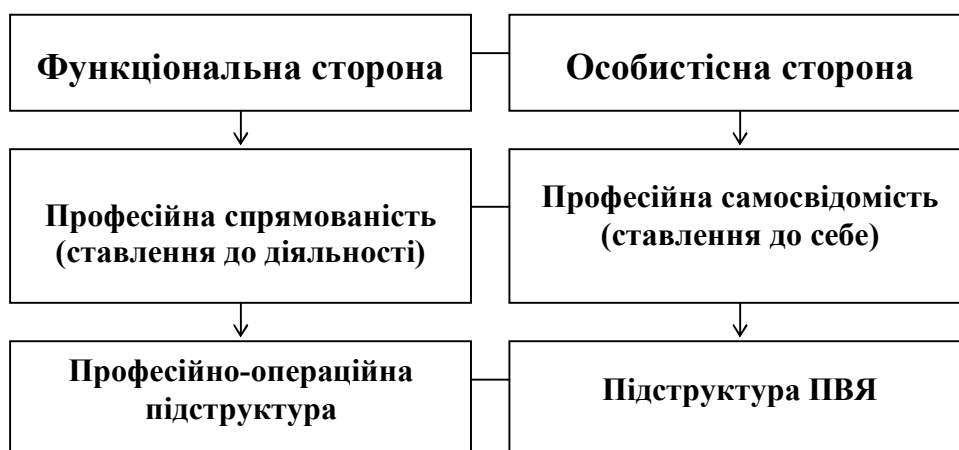 Функціональна сторона
Особистісна сторона
Професійна спрямованість
(ставлення до діяльності)
Професійна самосвідомість
(ставлення до себе)
Професійно-операційна
підструктура
Підструктура ПВЯ